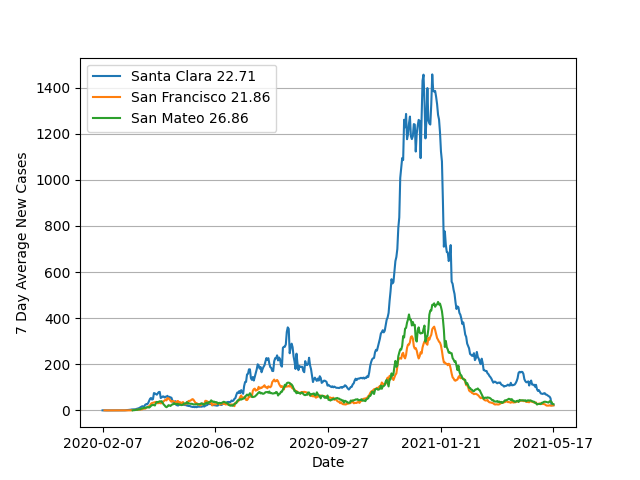 Santa Clara 22.71
San Francisco 21.86
San Mateo 26.86
7 Day Average New Cases
1400
1200
1000
800
600
400
200
0
2020-02-07 2020-06-02 2020-09-27 2021-01-21 2021-05-17
Date